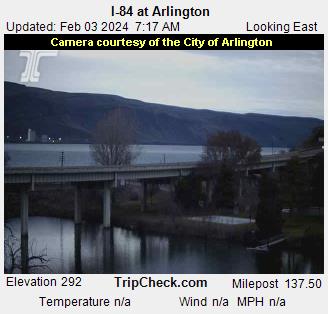 I-84 at Arlington
Updated: Feb 03 2024 7:17 AM Looking East
Camera courtesy of the City of Arlington
Elevation 292 TripCheck.com Milepost 137.50
Temperature n/a Wind n/a MPH n/a